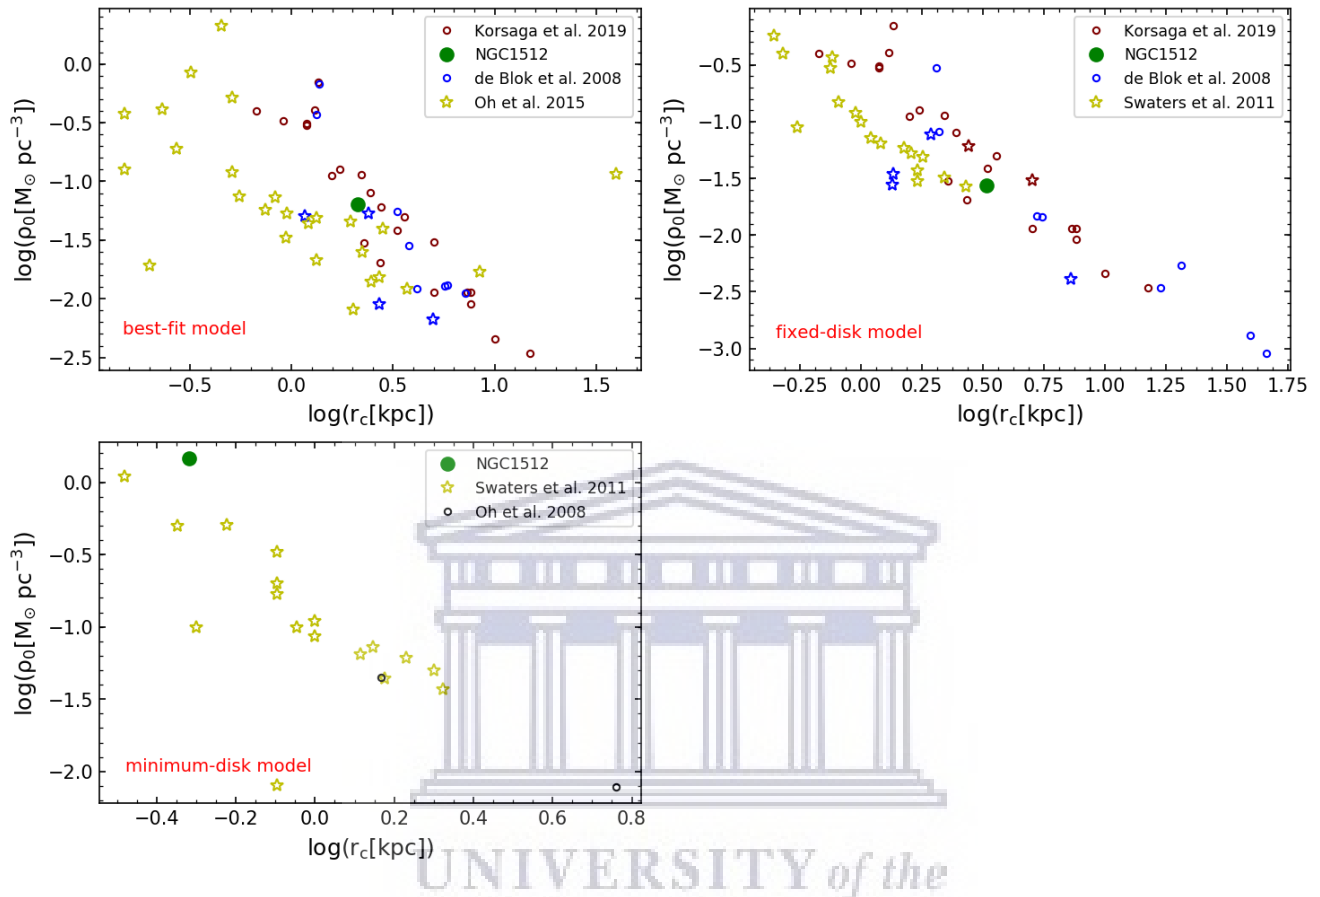 Korsaga et al. 2019
NGC1512
de Blok et al. 2008
Oh et al. 2015
0.0
−0.5
−1.0
−1.5
−2.0
−2.5
log(ρ₀[M⊙ pc⁻³])
best-fit model
−0.5
0.0
0.5
1.0
1.5
log(r_c[kpc])
Korsaga et al. 2019
NGC1512
de Blok et al. 2008
Swaters et al. 2011
−0.5
−1.0
−1.5
−2.0
−2.5
−3.0
log(ρ₀[M⊙ pc⁻³])
fixed-disk model
−0.25
0.00
0.25
0.50
0.75
1.00
1.25
1.50
1.75
log(r_c[kpc])
NGC1512
Swaters et al. 2011
Oh et al. 2008
0.0
−0.5
−1.0
−1.5
−2.0
log(ρ₀[M⊙ pc⁻³])
minimum-disk model
−0.4
−0.2
0.0
0.2
0.4
0.6
0.8
log(r_c[kpc])
UNIVERSITY of the